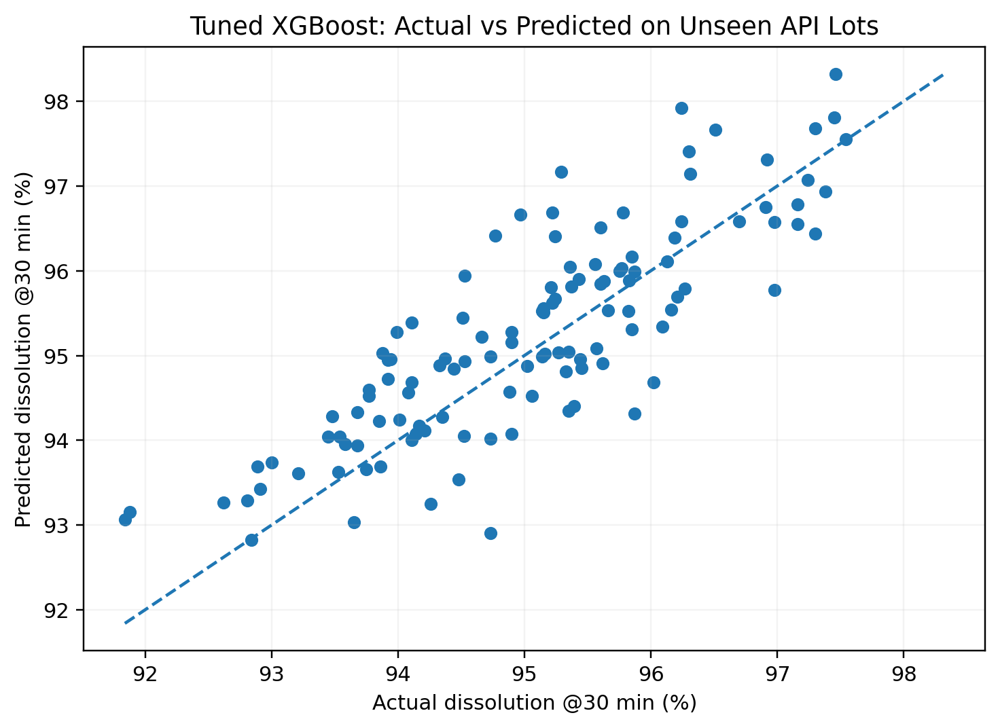 Tuned XGBoost: Actual vs Predicted on Unseen API Lots
Predicted dissolution @30 min (%)
98
97
96
95
94
93
92
92 93 94 95 96 97 98
Actual dissolution @30 min (%)